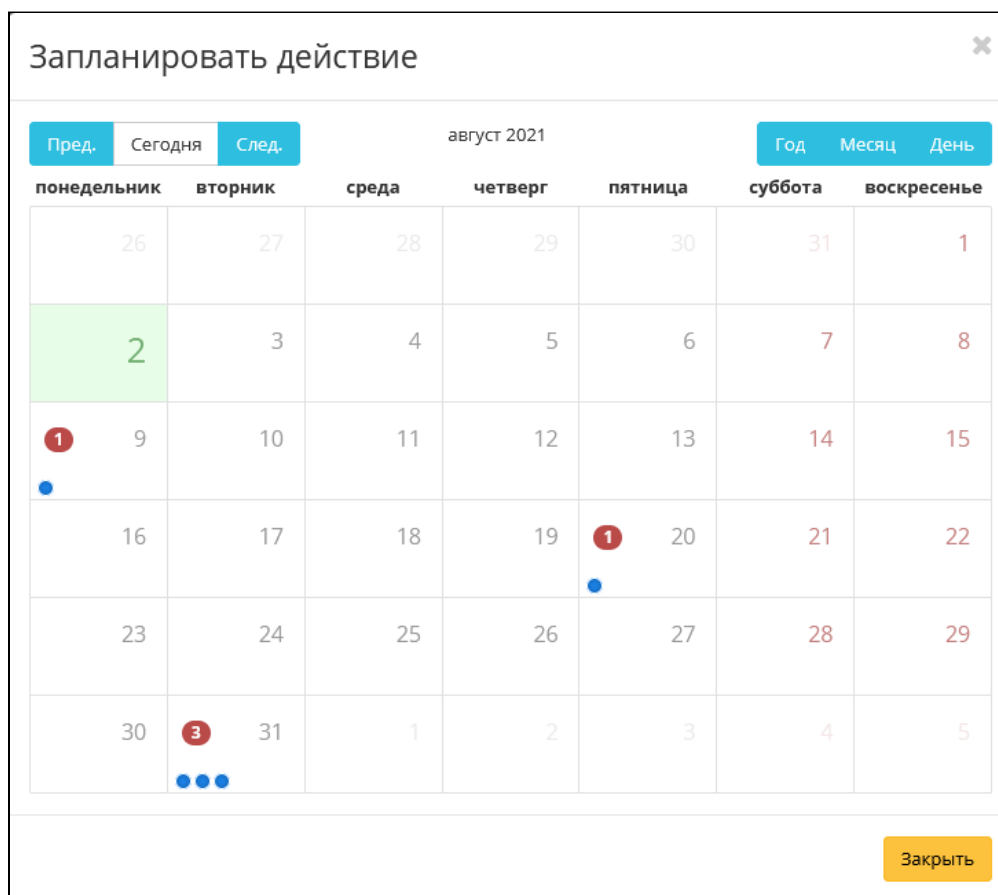 Запланировать действие
Пред. Сегодня След. август 2021 Год Месяц День
понедельник вторник среда четверг пятница суббота воскресенье
26 27 28 29 30 31 1
2 3 4 5 6 7 8
1 9 10 11 12 13 14 15
16 17 18 19 1 20 21 22
23 24 25 26 27 28 29
30 3 31 1 2 3 4 5
Закрыть